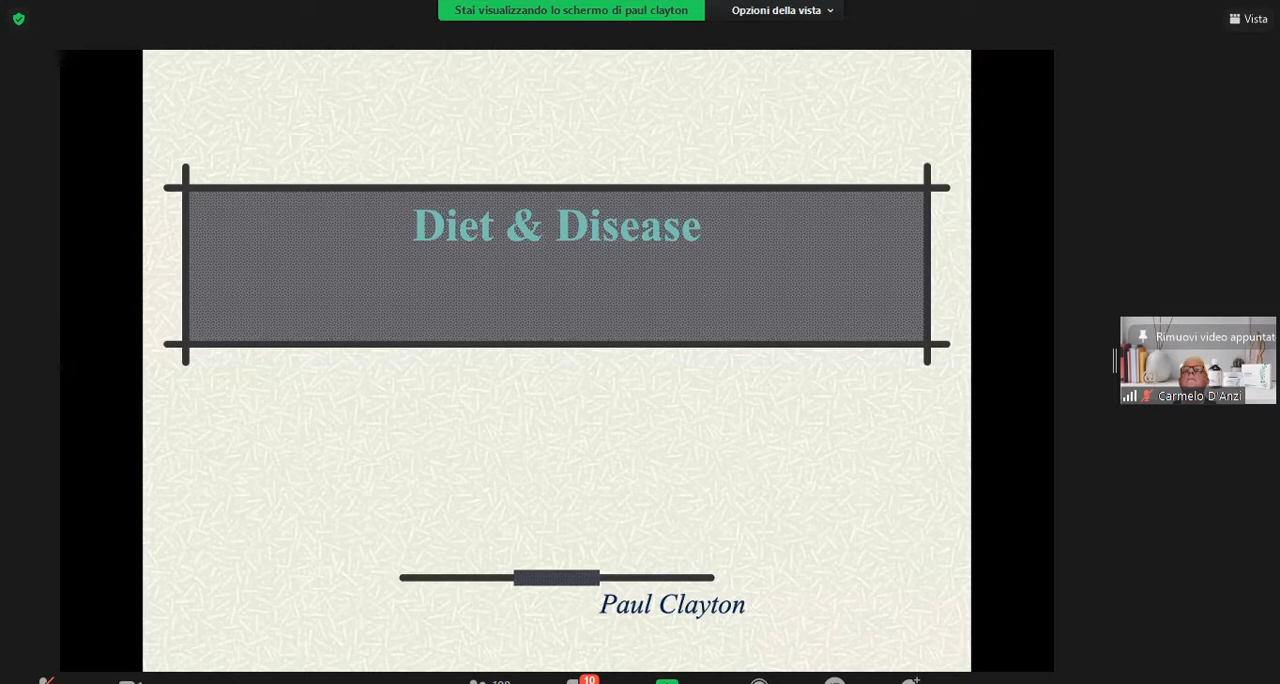 Stai visualizzando lo schermo di paul clayton
Opzioni della vista
Vista
Diet & Disease
Rimuovi video appuntat
Carmelo D'Anzi
Paul Clayton
10